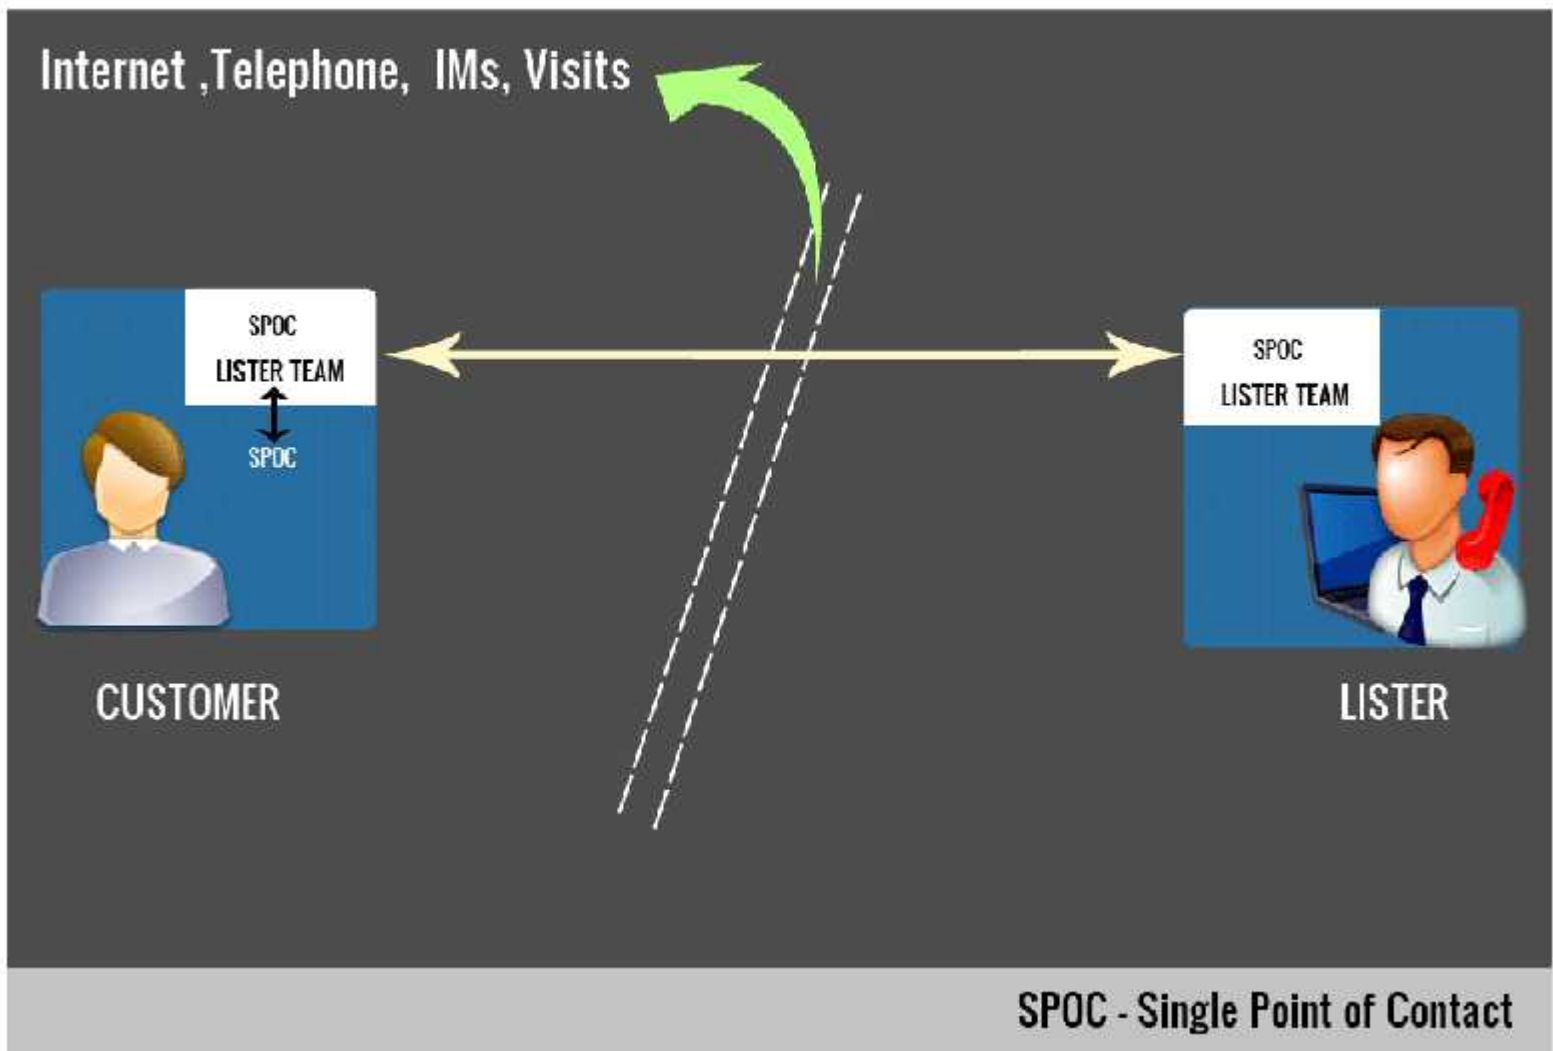 Internet ,Telephone, IMs, Visits
SPOC
LISTER TEAM
SPOC
CUSTOMER
SPOC
LISTER TEAM
LISTER
SPOC - Single Point of Contact